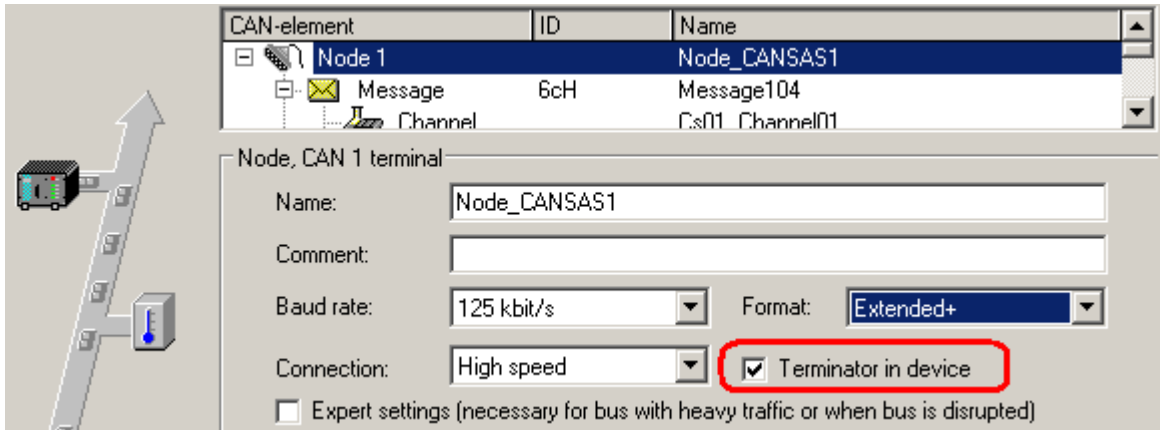 CAN-element ID Name
Node 1 Node_CANSAS1
Message 6cH Message104
Channel Cs01_Channel01
Node, CAN 1 terminal
Name: Node_CANSAS1
Comment:
Baud rate: 125 kbit/s Format: Extended+
Connection: High speed Terminator in device
Expert settings (necessary for bus with heavy traffic or when bus is disrupted)